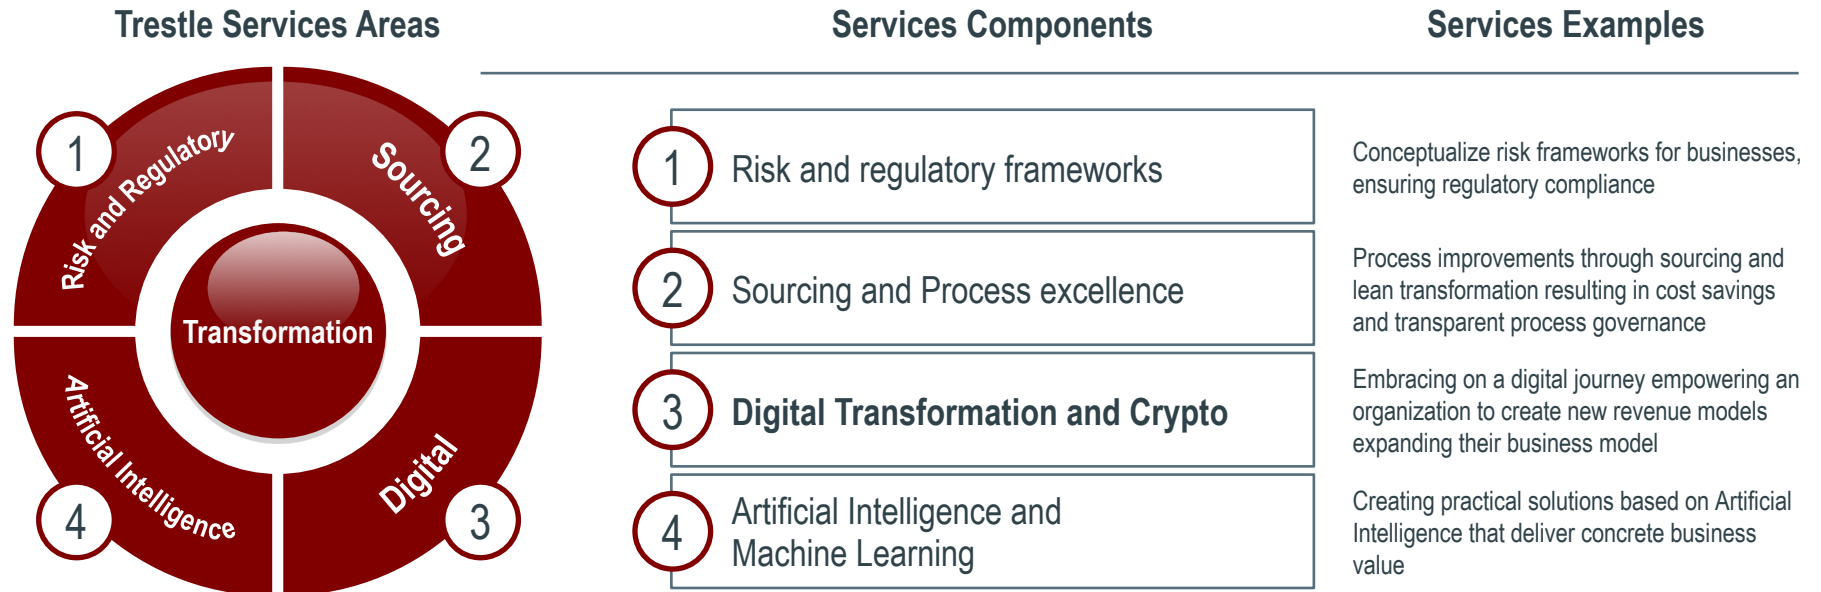 Trestle Services Areas
Services Components
Services Examples
1
Risk and Regulatory
2
Sourcing
Transformation
4
Artificial Intelligence
3
Digital
1
Risk and regulatory frameworks
Conceptualize risk frameworks for businesses,
ensuring regulatory compliance
2
Sourcing and Process excellence
Process improvements through sourcing and
lean transformation resulting in cost savings
and transparent process governance
3
Digital Transformation and Crypto
Embracing on a digital journey empowering an
organization to create new revenue models
expanding their business model
4
Artificial Intelligence and
Machine Learning
Creating practical solutions based on Artificial
Intelligence that deliver concrete business
value